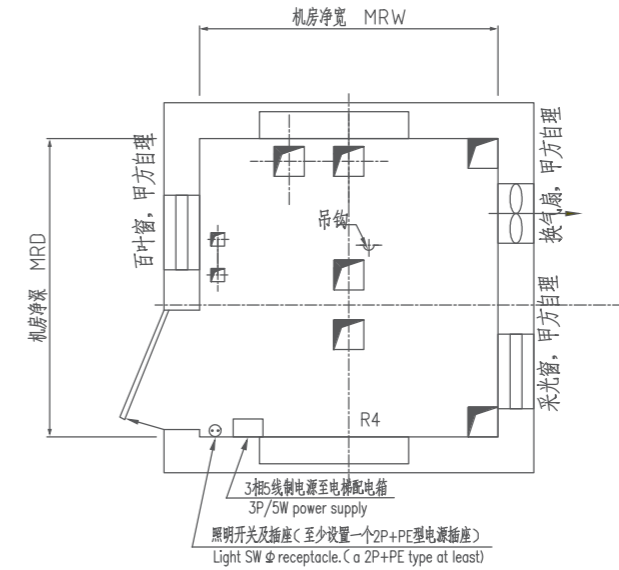 机房净宽 MRW
百叶窗，甲方自理
机房净深 MRD
吊钩
换气扇，甲方自理
采光窗，甲方自理
R4
3相5线制电源至电梯配电箱
3P/5W power supply
照明开关及插座(至少设置一个2P+PE型电源插座)
Light SW Φ receptacle.(a 2P+PE type at least)